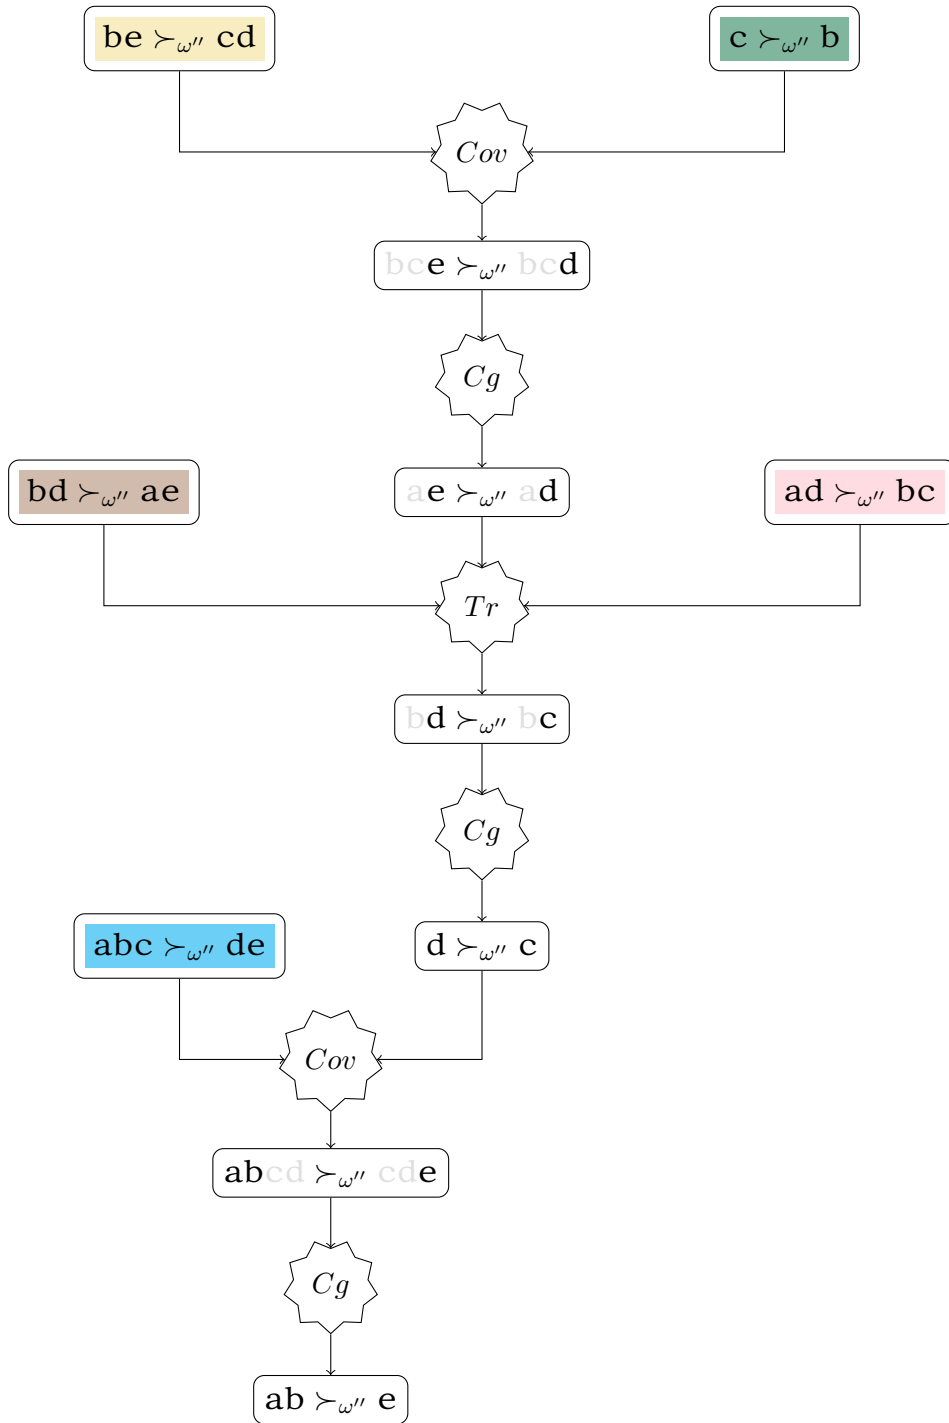 be ≻ω″ cd
c ≻ω″ b
Cov
bce ≻ω″ bcd
Cg
bd ≻ω″ ae
ae ≻ω″ ad
ad ≻ω″ bc
Tr
bd ≻ω″ bc
Cg
abc ≻ω″ de
d ≻ω″ c
Cov
abcd ≻ω″ cde
Cg
ab ≻ω″ e